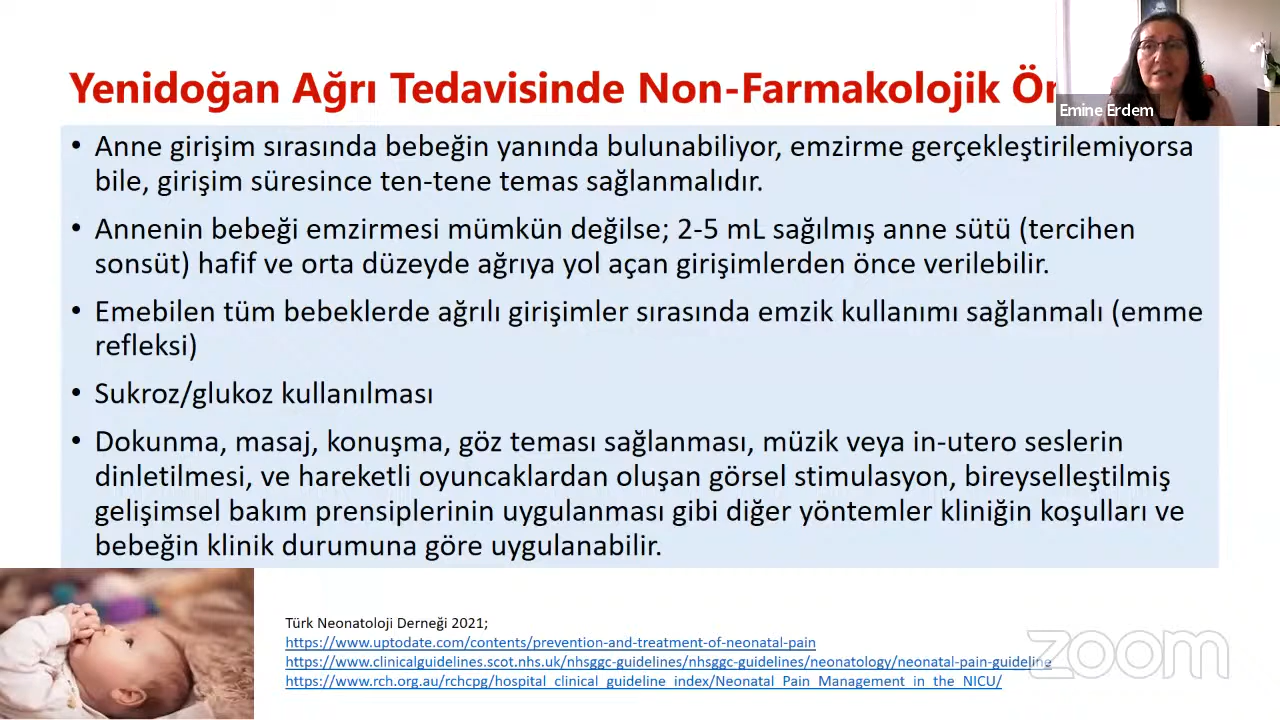 Yenidoğan Ağrı Tedavisinde Non-Farmakolojik
Emine Erdem
• Anne girişim sırasında bebeğin yanında bulunabiliyor, emzirme gerçekleştirilemiyorsa
bile, girişim süresince ten-tene temas sağlanmalıdır.
• Annenin bebeği emzirmesi mümkün değilse; 2-5 mL sağılmış anne sütü (tercihen
sonsüt) hafif ve orta düzeyde ağrıya yol açan girişimlerden önce verilebilir.
• Emebilen tüm bebeklerde ağrılı girişimler sırasında emzik kullanımı sağlanmalı (emme
refleksi)
• Sukroz/glukoz kullanılması
• Dokunma, masaj, konuşma, göz teması sağlanması, müzik veya in-utero seslerin
dinletilmesi, ve hareketli oyuncaklardan oluşan görsel stimulasyon, bireyselleştilmiş
gelişimsel bakım prensiplerinin uygulanması gibi diğer yöntemler kliniğin koşulları ve
bebeğin klinik durumuna göre uygulanabilir.
Türk Neonatoloji Derneği 2021;
https://www.uptodate.com/contents/prevention-and-treatment-of-neonatal-pain
https://www.clinicalguidelines.scot.nhs.uk/nhsggc-guidelines/nhsggc-guidelines/neonatology/neonatal-pain-guideline
https://www.rch.org.au/rchcpg/hospital_clinical_guideline_index/Neonatal_Pain_Management_in_the_NICU/
zoom